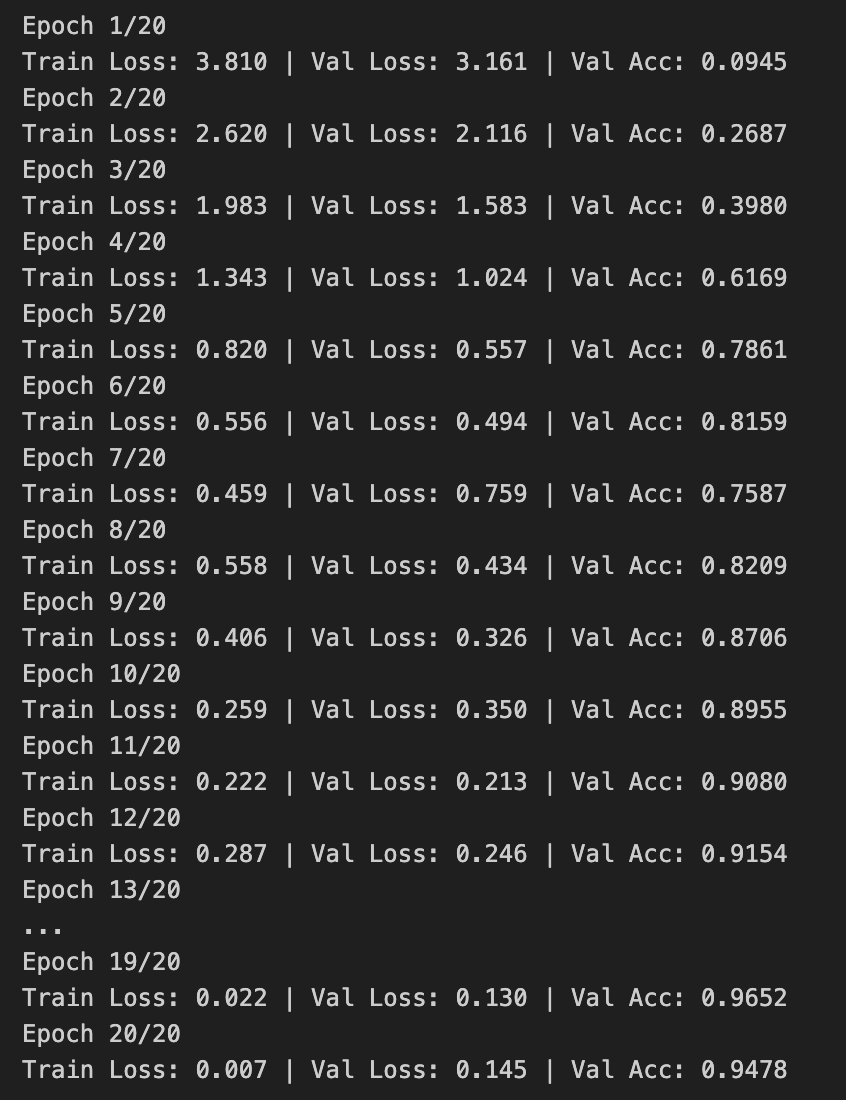 Epoch 1/20
Train Loss: 3.810 | Val Loss: 3.161 | Val Acc: 0.0945
Epoch 2/20
Train Loss: 2.620 | Val Loss: 2.116 | Val Acc: 0.2687
Epoch 3/20
Train Loss: 1.983 | Val Loss: 1.583 | Val Acc: 0.3980
Epoch 4/20
Train Loss: 1.343 | Val Loss: 1.024 | Val Acc: 0.6169
Epoch 5/20
Train Loss: 0.820 | Val Loss: 0.557 | Val Acc: 0.7861
Epoch 6/20
Train Loss: 0.556 | Val Loss: 0.494 | Val Acc: 0.8159
Epoch 7/20
Train Loss: 0.459 | Val Loss: 0.759 | Val Acc: 0.7587
Epoch 8/20
Train Loss: 0.558 | Val Loss: 0.434 | Val Acc: 0.8209
Epoch 9/20
Train Loss: 0.406 | Val Loss: 0.326 | Val Acc: 0.8706
Epoch 10/20
Train Loss: 0.259 | Val Loss: 0.350 | Val Acc: 0.8955
Epoch 11/20
Train Loss: 0.222 | Val Loss: 0.213 | Val Acc: 0.9080
Epoch 12/20
Train Loss: 0.287 | Val Loss: 0.246 | Val Acc: 0.9154
Epoch 13/20
...
Epoch 19/20
Train Loss: 0.022 | Val Loss: 0.130 | Val Acc: 0.9652
Epoch 20/20
Train Loss: 0.007 | Val Loss: 0.145 | Val Acc: 0.9478